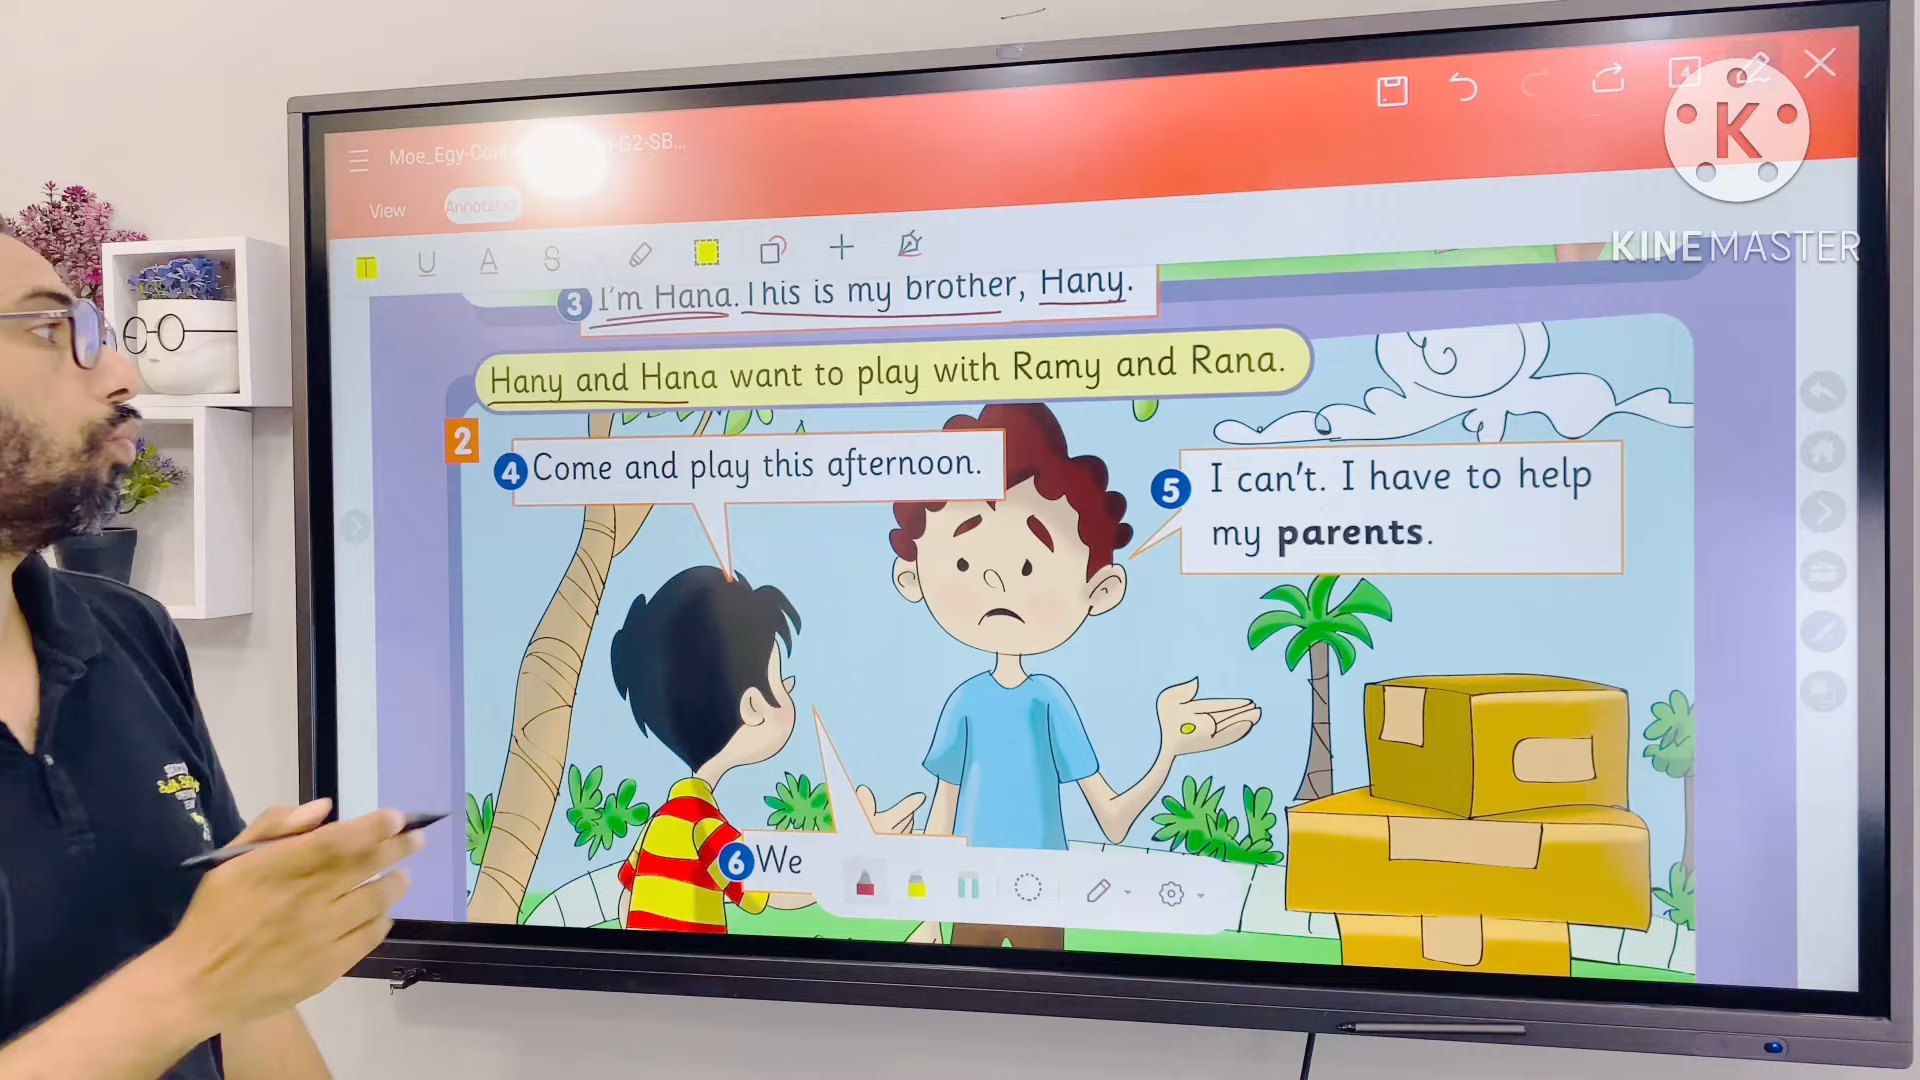 Moe_Egy-Con
G2-SB...
View
Annotation
T U A S
4
K
KINEMASTER
3 I'm Hana. This is my brother, Hany.
Hany and Hana want to play with Ramy and Rana.
2
4 Come and play this afternoon.
5 I can't. I have to help
my parents.
6 We